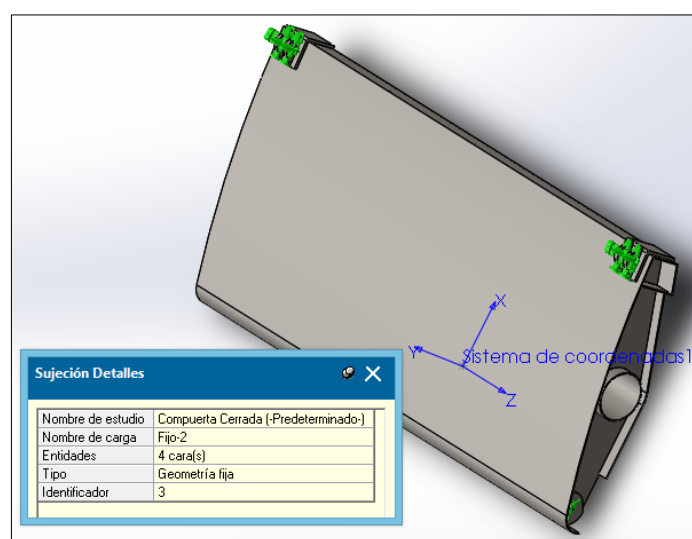 X
Y
Sistema de coordenadas1
Z
Sujeción Detalles
Nombre de estudio Compuerta Cerrada (-Predeterminado-)
Nombre de carga Fijo-2
Entidades 4 cara(s)
Tipo Geometría fija
Identificador 3